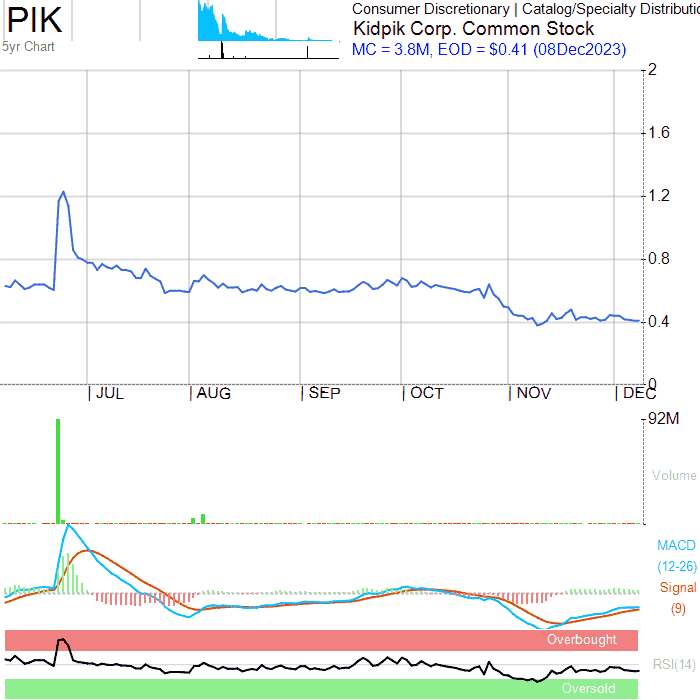 PIK
5yr Chart
Consumer Discretionary | Catalog/Specialty Distributio
Kidpik Corp. Common Stock
MC = 3.8M, EOD = $0.41 (08Dec2023)
2
1.6
1.2
0.8
0.4
0
JUL AUG SEP OCT NOV DEC
92M
Volume
MACD
(12-26)
Signal
(9)
Overbought
RSI(14)
Oversold